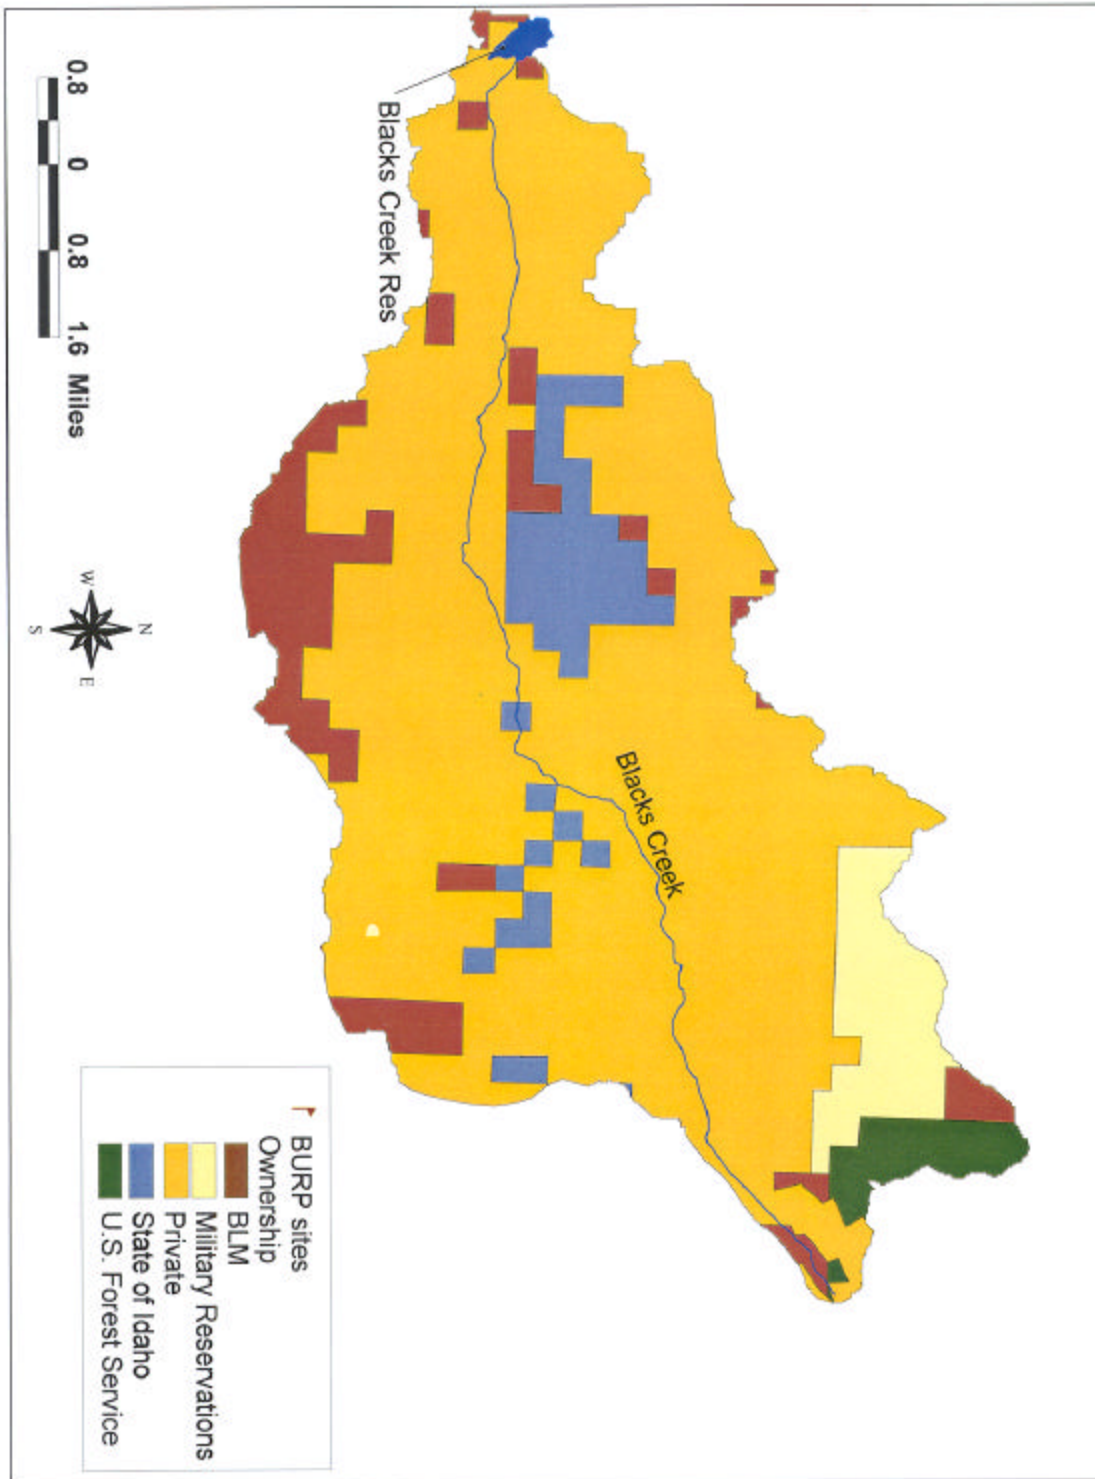 Blacks Creek Res
Blacks Creek
0.8 0 0.8 1.6 Miles
N
W
E
S
BURP sites
Ownership
BLM
Military Reservations
Private
State of Idaho
U.S. Forest Service